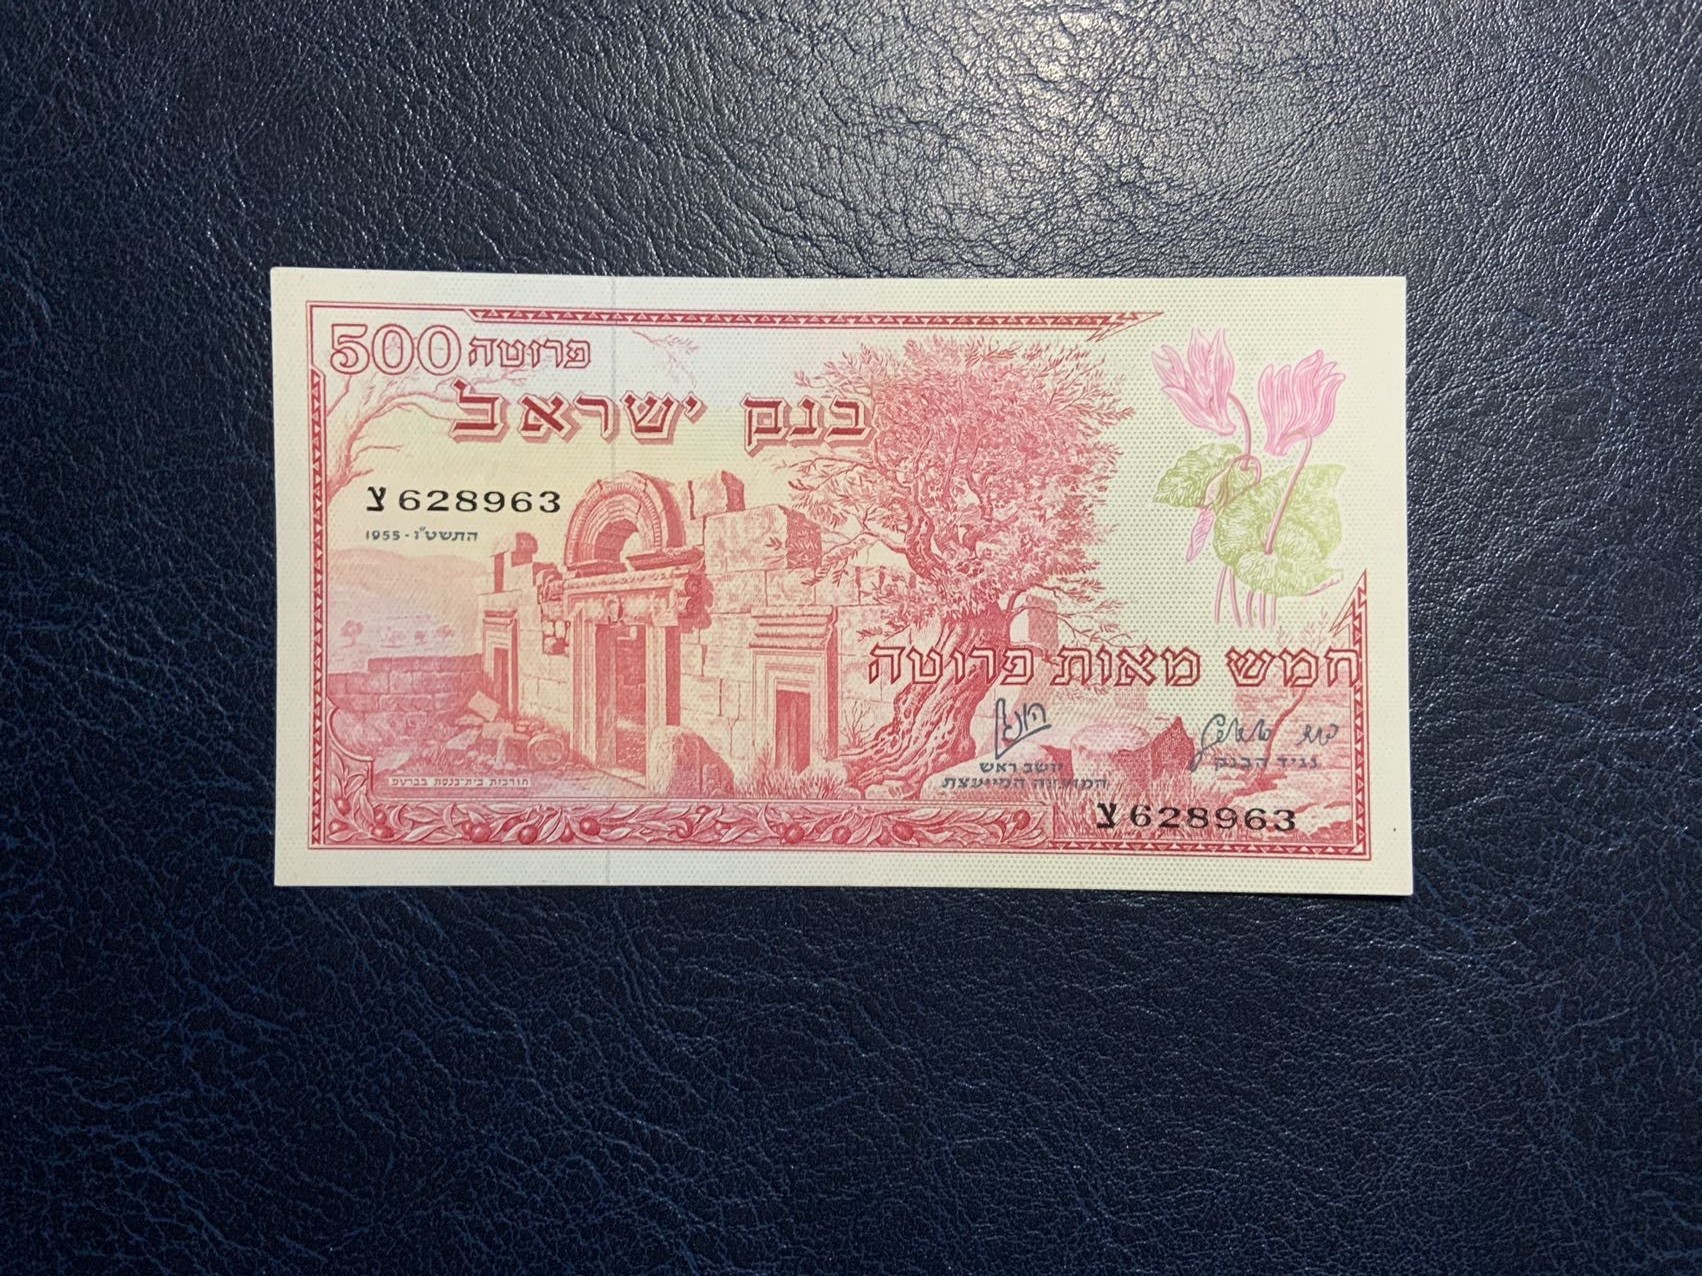 500 פרוטה
בנק ישראל
צ 628963
התשט"ו - 1955
חמש מאות פרוטה
יושב ראש
המועצה המייעצת
נגיד הבנק
חורבות בית-כנסת בברעם
צ 628963